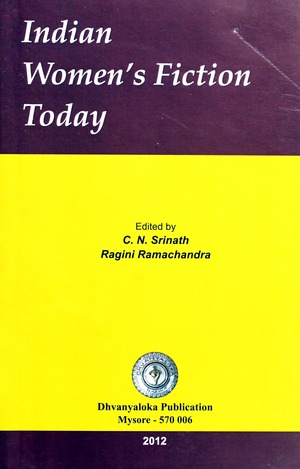 Indian
Women's Fiction
Today
Edited by
C. N. Srinath
Ragini Ramachandra
Dhvanyaloka Publication
Mysore - 570 006
2012